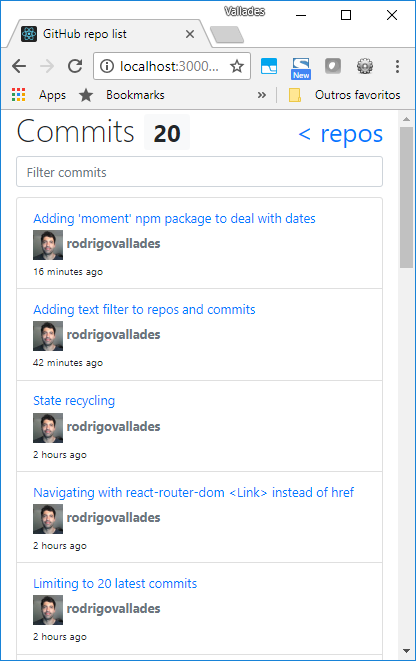 Vallades
GitHub repo list
localhost:3000...
New
Apps
Bookmarks
»
Outros favoritos
Commits 20
< repos
Filter commits
Adding 'moment' npm package to deal with dates
rodrigovallades
16 minutes ago
Adding text filter to repos and commits
rodrigovallades
42 minutes ago
State recycling
rodrigovallades
2 hours ago
Navigating with react-router-dom <Link> instead of href
rodrigovallades
2 hours ago
Limiting to 20 latest commits
rodrigovallades
2 hours ago